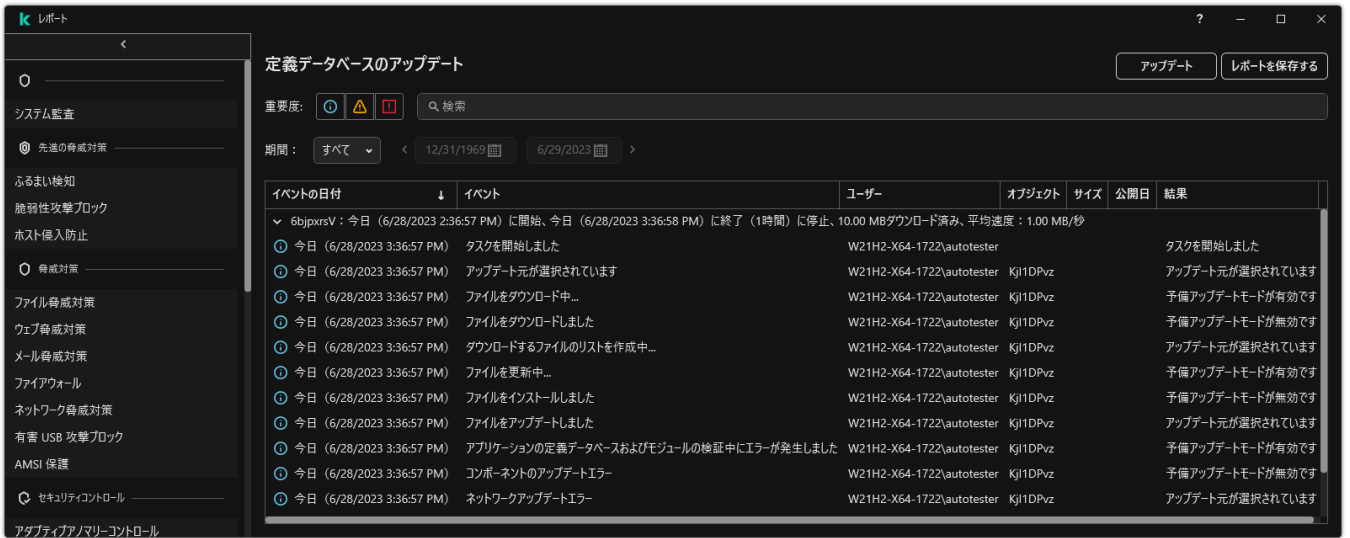 レポート
システム監査
先進の脅威対策
ふるまい検知
脆弱性攻撃ブロック
ホスト侵入防止
脅威対策
ファイル脅威対策
ウェブ脅威対策
メール脅威対策
ファイアウォール
ネットワーク脅威対策
有害 USB 攻撃ブロック
AMSI 保護
セキュリティコントロール
アダプティブアノマリーコントロール
定義データベースのアップデート
アップデート レポートを保存する
重要度: 検索
期間： すべて 12/31/1969 6/29/2023
イベントの日付 ↓ イベント ユーザー オブジェクト サイズ 公開日 結果
6bjpxrsV：今日（6/28/2023 2:36:57 PM）に開始、今日（6/28/2023 3:36:58 PM）に終了（1時間）に停止、10.00 MBダウンロード済み、平均速度：1.00 MB/秒
今日（6/28/2023 3:36:57 PM） タスクを開始しました W21H2-X64-1722\autotester タスクを開始しました
今日（6/28/2023 3:36:57 PM） アップデート元が選択されています W21H2-X64-1722\autotester KjI1DPvz アップデート元が選択されています
今日（6/28/2023 3:36:57 PM） ファイルをダウンロード中... W21H2-X64-1722\autotester KjI1DPvz 予備アップデートモードが有効です
今日（6/28/2023 3:36:57 PM） ファイルをダウンロードしました W21H2-X64-1722\autotester KjI1DPvz 予備アップデートモードが無効です
今日（6/28/2023 3:36:57 PM） ダウンロードするファイルのリストを作成中... W21H2-X64-1722\autotester KjI1DPvz アップデート元が選択されています
今日（6/28/2023 3:36:57 PM） ファイルを更新中... W21H2-X64-1722\autotester KjI1DPvz 予備アップデートモードが有効です
今日（6/28/2023 3:36:57 PM） ファイルをインストールしました W21H2-X64-1722\autotester KjI1DPvz 予備アップデートモードが無効です
今日（6/28/2023 3:36:57 PM） ファイルをアップデートしました W21H2-X64-1722\autotester KjI1DPvz アップデート元が選択されています
今日（6/28/2023 3:36:57 PM） アプリケーションの定義データベースおよびモジュールの検証中にエラーが発生しました W21H2-X64-1722\autotester KjI1DPvz 予備アップデートモードが有効です
今日（6/28/2023 3:36:57 PM） コンポーネントのアップデートエラー W21H2-X64-1722\autotester KjI1DPvz 予備アップデートモードが無効です
今日（6/28/2023 3:36:57 PM） ネットワークアップデートエラー W21H2-X64-1722\autotester KjI1DPvz アップデート元が選択されています